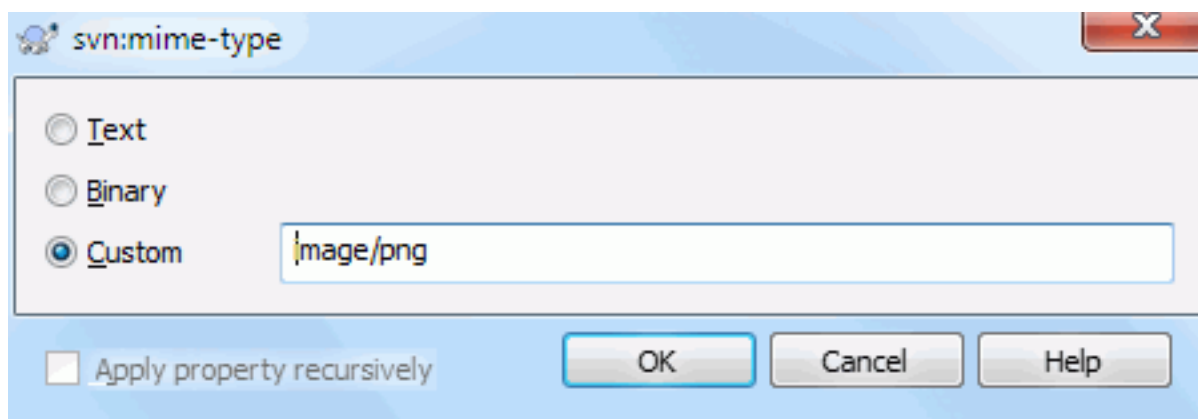 svn:mime-type
Text
Binary
Custom
image/png
Apply property recursively
OK
Cancel
Help